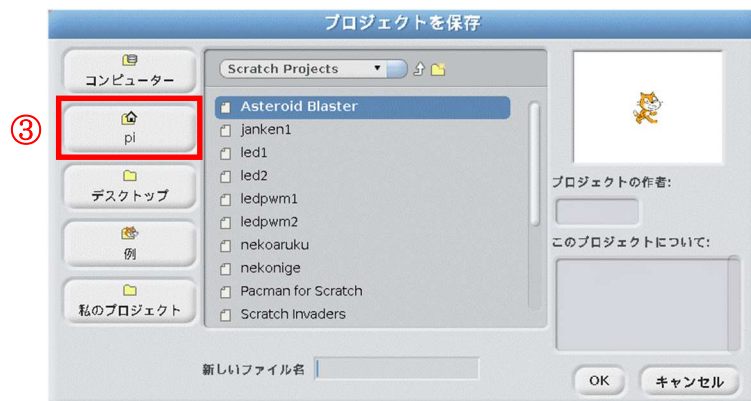 プロジェクトを保存
コンピューター
③
pi
デスクトップ
例
私のプロジェクト
Scratch Projects
Asteroid Blaster
janken1
led1
led2
ledpwm1
ledpwm2
nekoaruku
nekonige
Pacman for Scratch
Scratch Invaders
プロジェクトの作者:
このプロジェクトについて:
新しいファイル名
OK
キャンセル